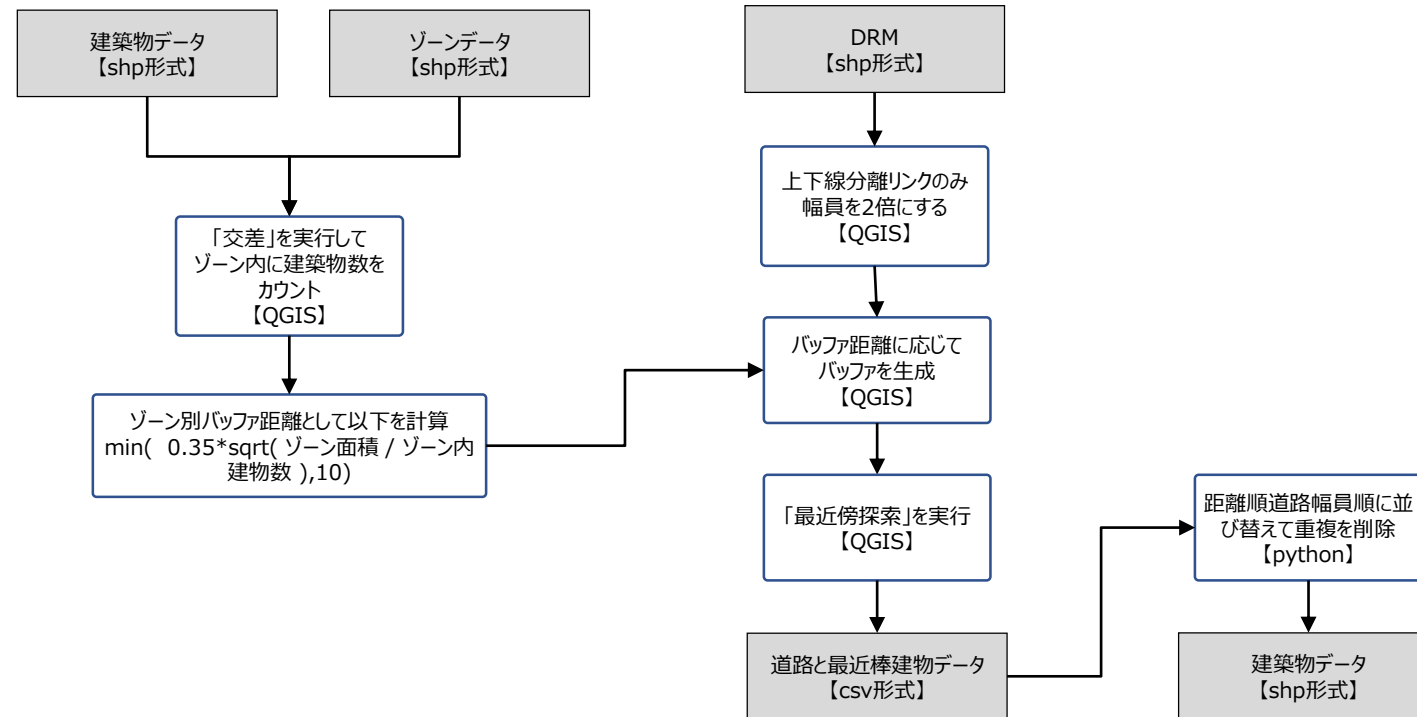 建築物データ
【shp形式】
ゾーンデータ
【shp形式】
DRM
【shp形式】
上下線分離リンクのみ
幅員を2倍にする
【QGIS】
「交差」を実行して
ゾーン内に建築物数を
カウント
【QGIS】
バッファ距離に応じて
バッファを生成
【QGIS】
ゾーン別バッファ距離として以下を計算
min( 0.35*sqrt( ゾーン面積 / ゾーン内
建物数 ),10)
「最近傍探索」を実行
【QGIS】
距離順道路幅員順に並
び替えて重複を削除
【python】
道路と最近棒建物データ
【csv形式】
建築物データ
【shp形式】